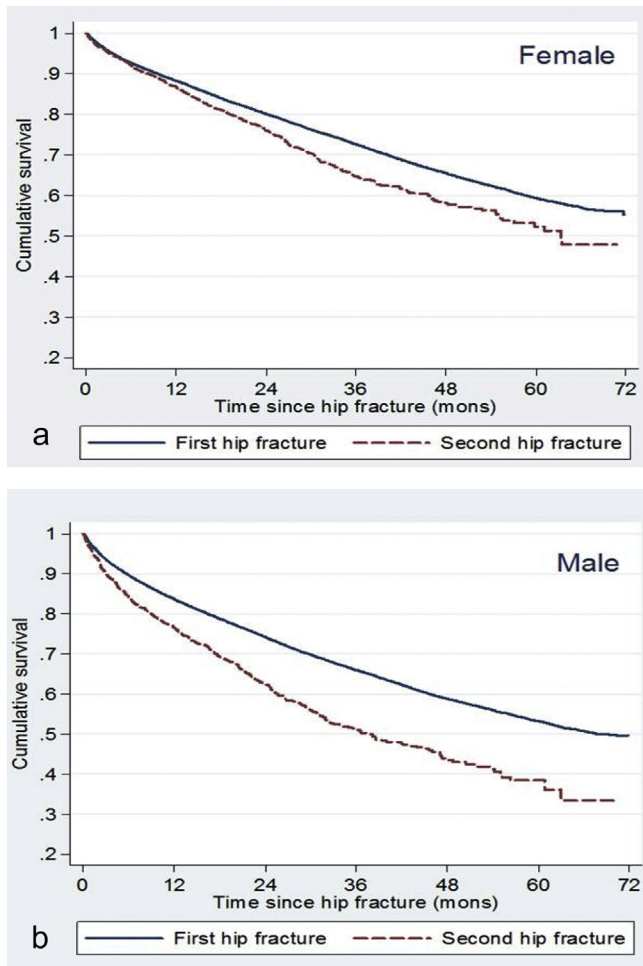 Female
Cumulative survival
1
.9
.8
.7
.6
.5
.4
.3
.2
0 12 24 36 48 60 72
Time since hip fracture (mons)
a
First hip fracture Second hip fracture
Male
Cumulative survival
1
.9
.8
.7
.6
.5
.4
.3
.2
0 12 24 36 48 60 72
Time since hip fracture (mons)
b
First hip fracture Second hip fracture